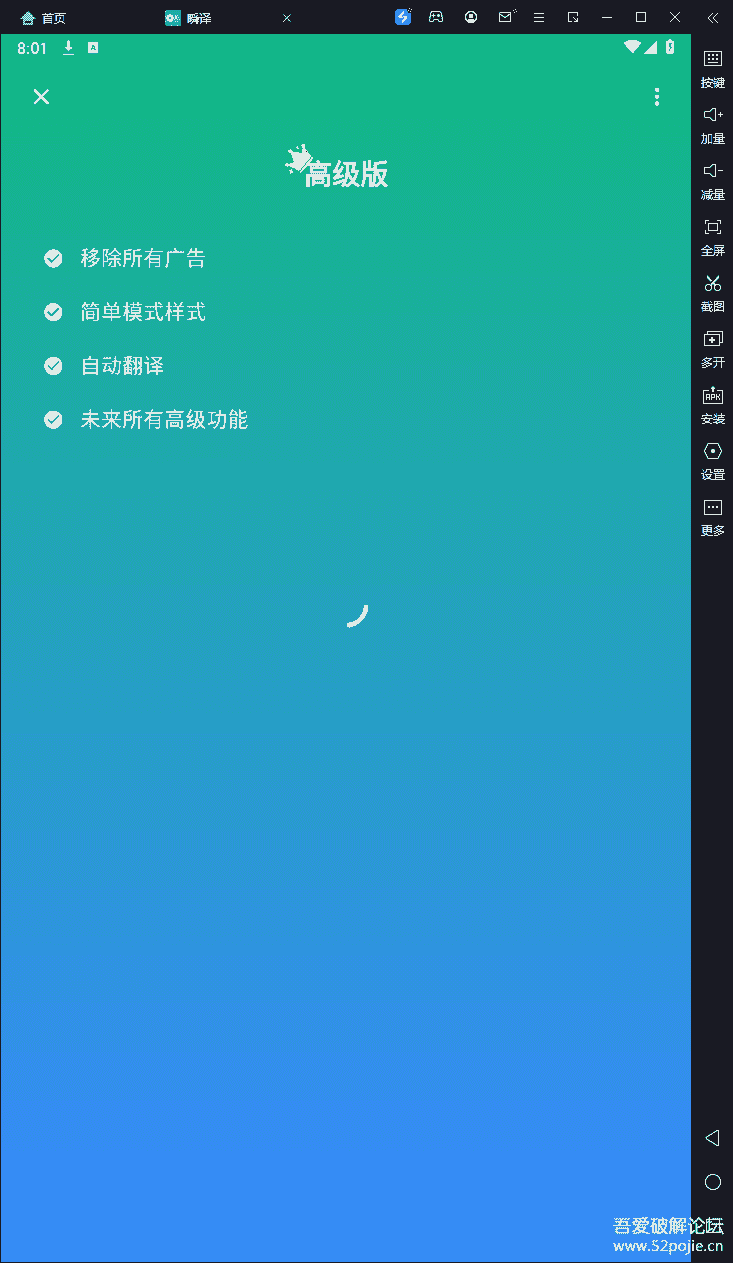 首页
瞬译
8:01
A
高级版
移除所有广告
简单模式样式
自动翻译
未来所有高级功能
按键
加量
减量
全屏
截图
多开
APK
安装
设置
更多
吾爱破解论坛
www.52pojie.cn